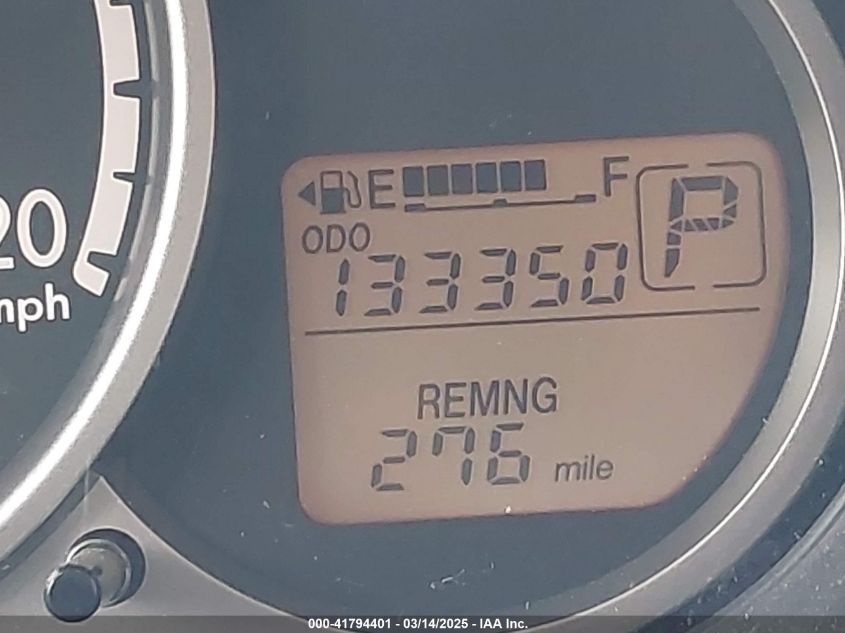 20
mph
E F
P
ODO
133350
REMNG
276 mile
000-41794401 - 03/14/2025 - IAA Inc.